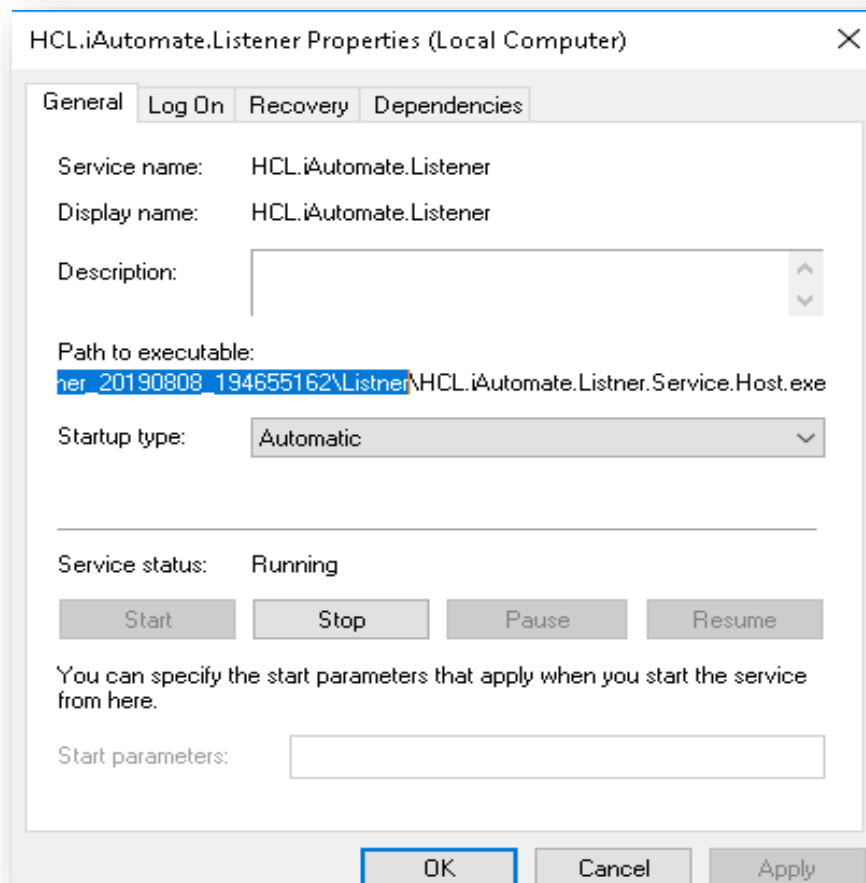 HCL.iAutomate.Listener Properties (Local Computer)
General Log On Recovery Dependencies
Service name: HCL.iAutomate.Listener
Display name: HCL.iAutomate.Listener
Description:
Path to executable:
ner_20190808_194655162\Listner\HCL.iAutomate.Listner.Service.Host.exe
Startup type: Automatic
Service status: Running
Start Stop Pause Resume
You can specify the start parameters that apply when you start the service
from here.
Start parameters:
OK Cancel Apply